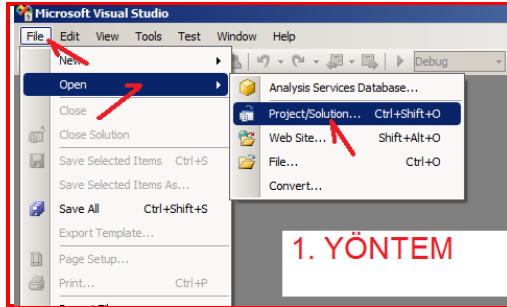 Microsoft Visual Studio
File Edit View Tools Test Window Help
New
Debug
Open
Analysis Services Database...
Close
Project/Solution... Ctrl+Shift+O
Close Solution
Web Site... Shift+Alt+O
Save Selected Items Ctrl+S
File... Ctrl+O
Save Selected Items As...
Convert...
Save All Ctrl+Shift+S
Export Template...
1. YÖNTEM
Page Setup...
Print... Ctrl+P